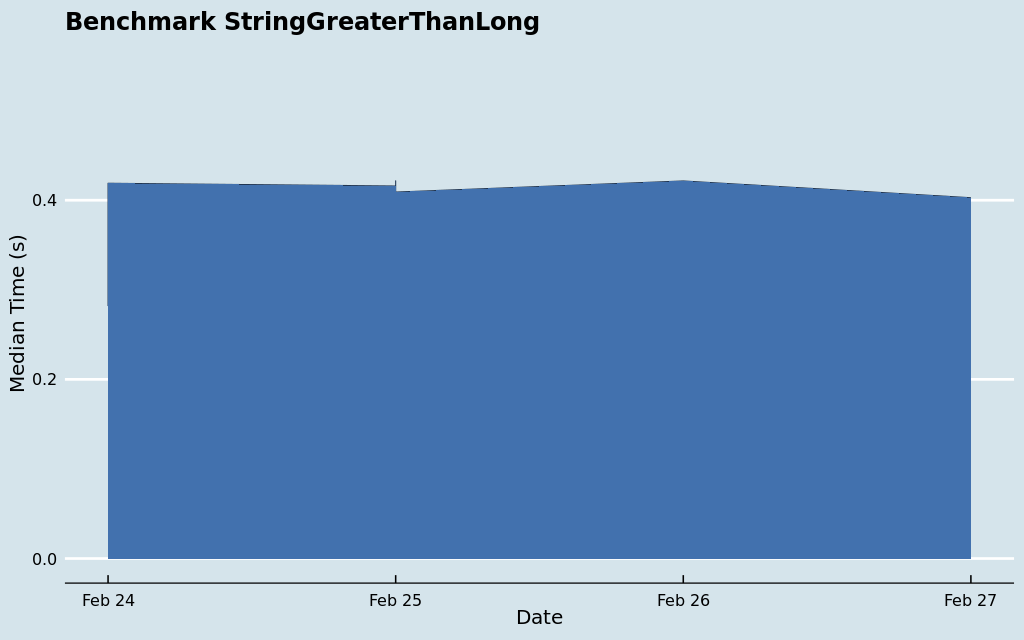 Benchmark StringGreaterThanLong
Median Time (s)
0.4
0.2
0.0
Feb 24
Feb 25
Feb 26
Feb 27
Date